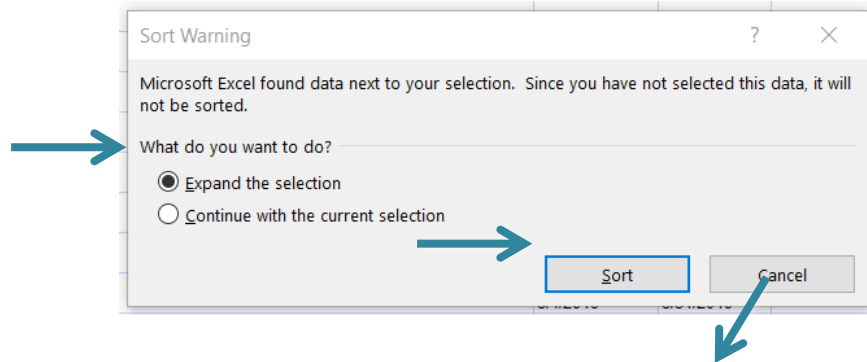 Sort Warning
?
Microsoft Excel found data next to your selection. Since you have not selected this data, it will
not be sorted.
What do you want to do?
Expand the selection
Continue with the current selection
Sort
Cancel